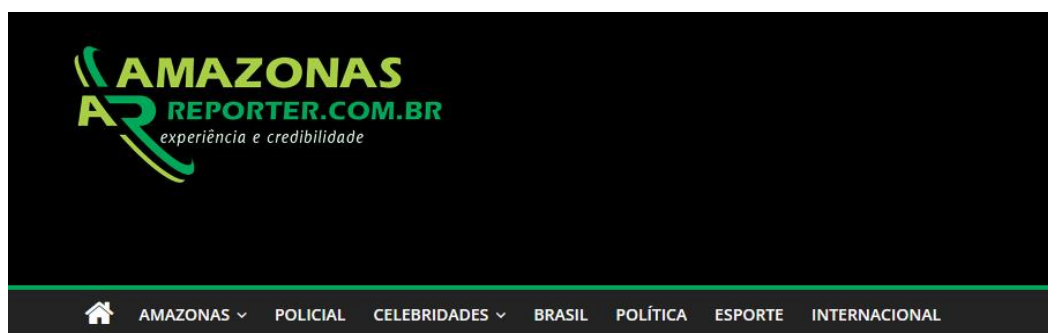 AMAZONAS
AR REPORTER.COM.BR
experiência e credibilidade
AMAZONAS POLICIAL CELEBRIDADES BRASIL POLÍTICA ESPORTE INTERNACIONAL